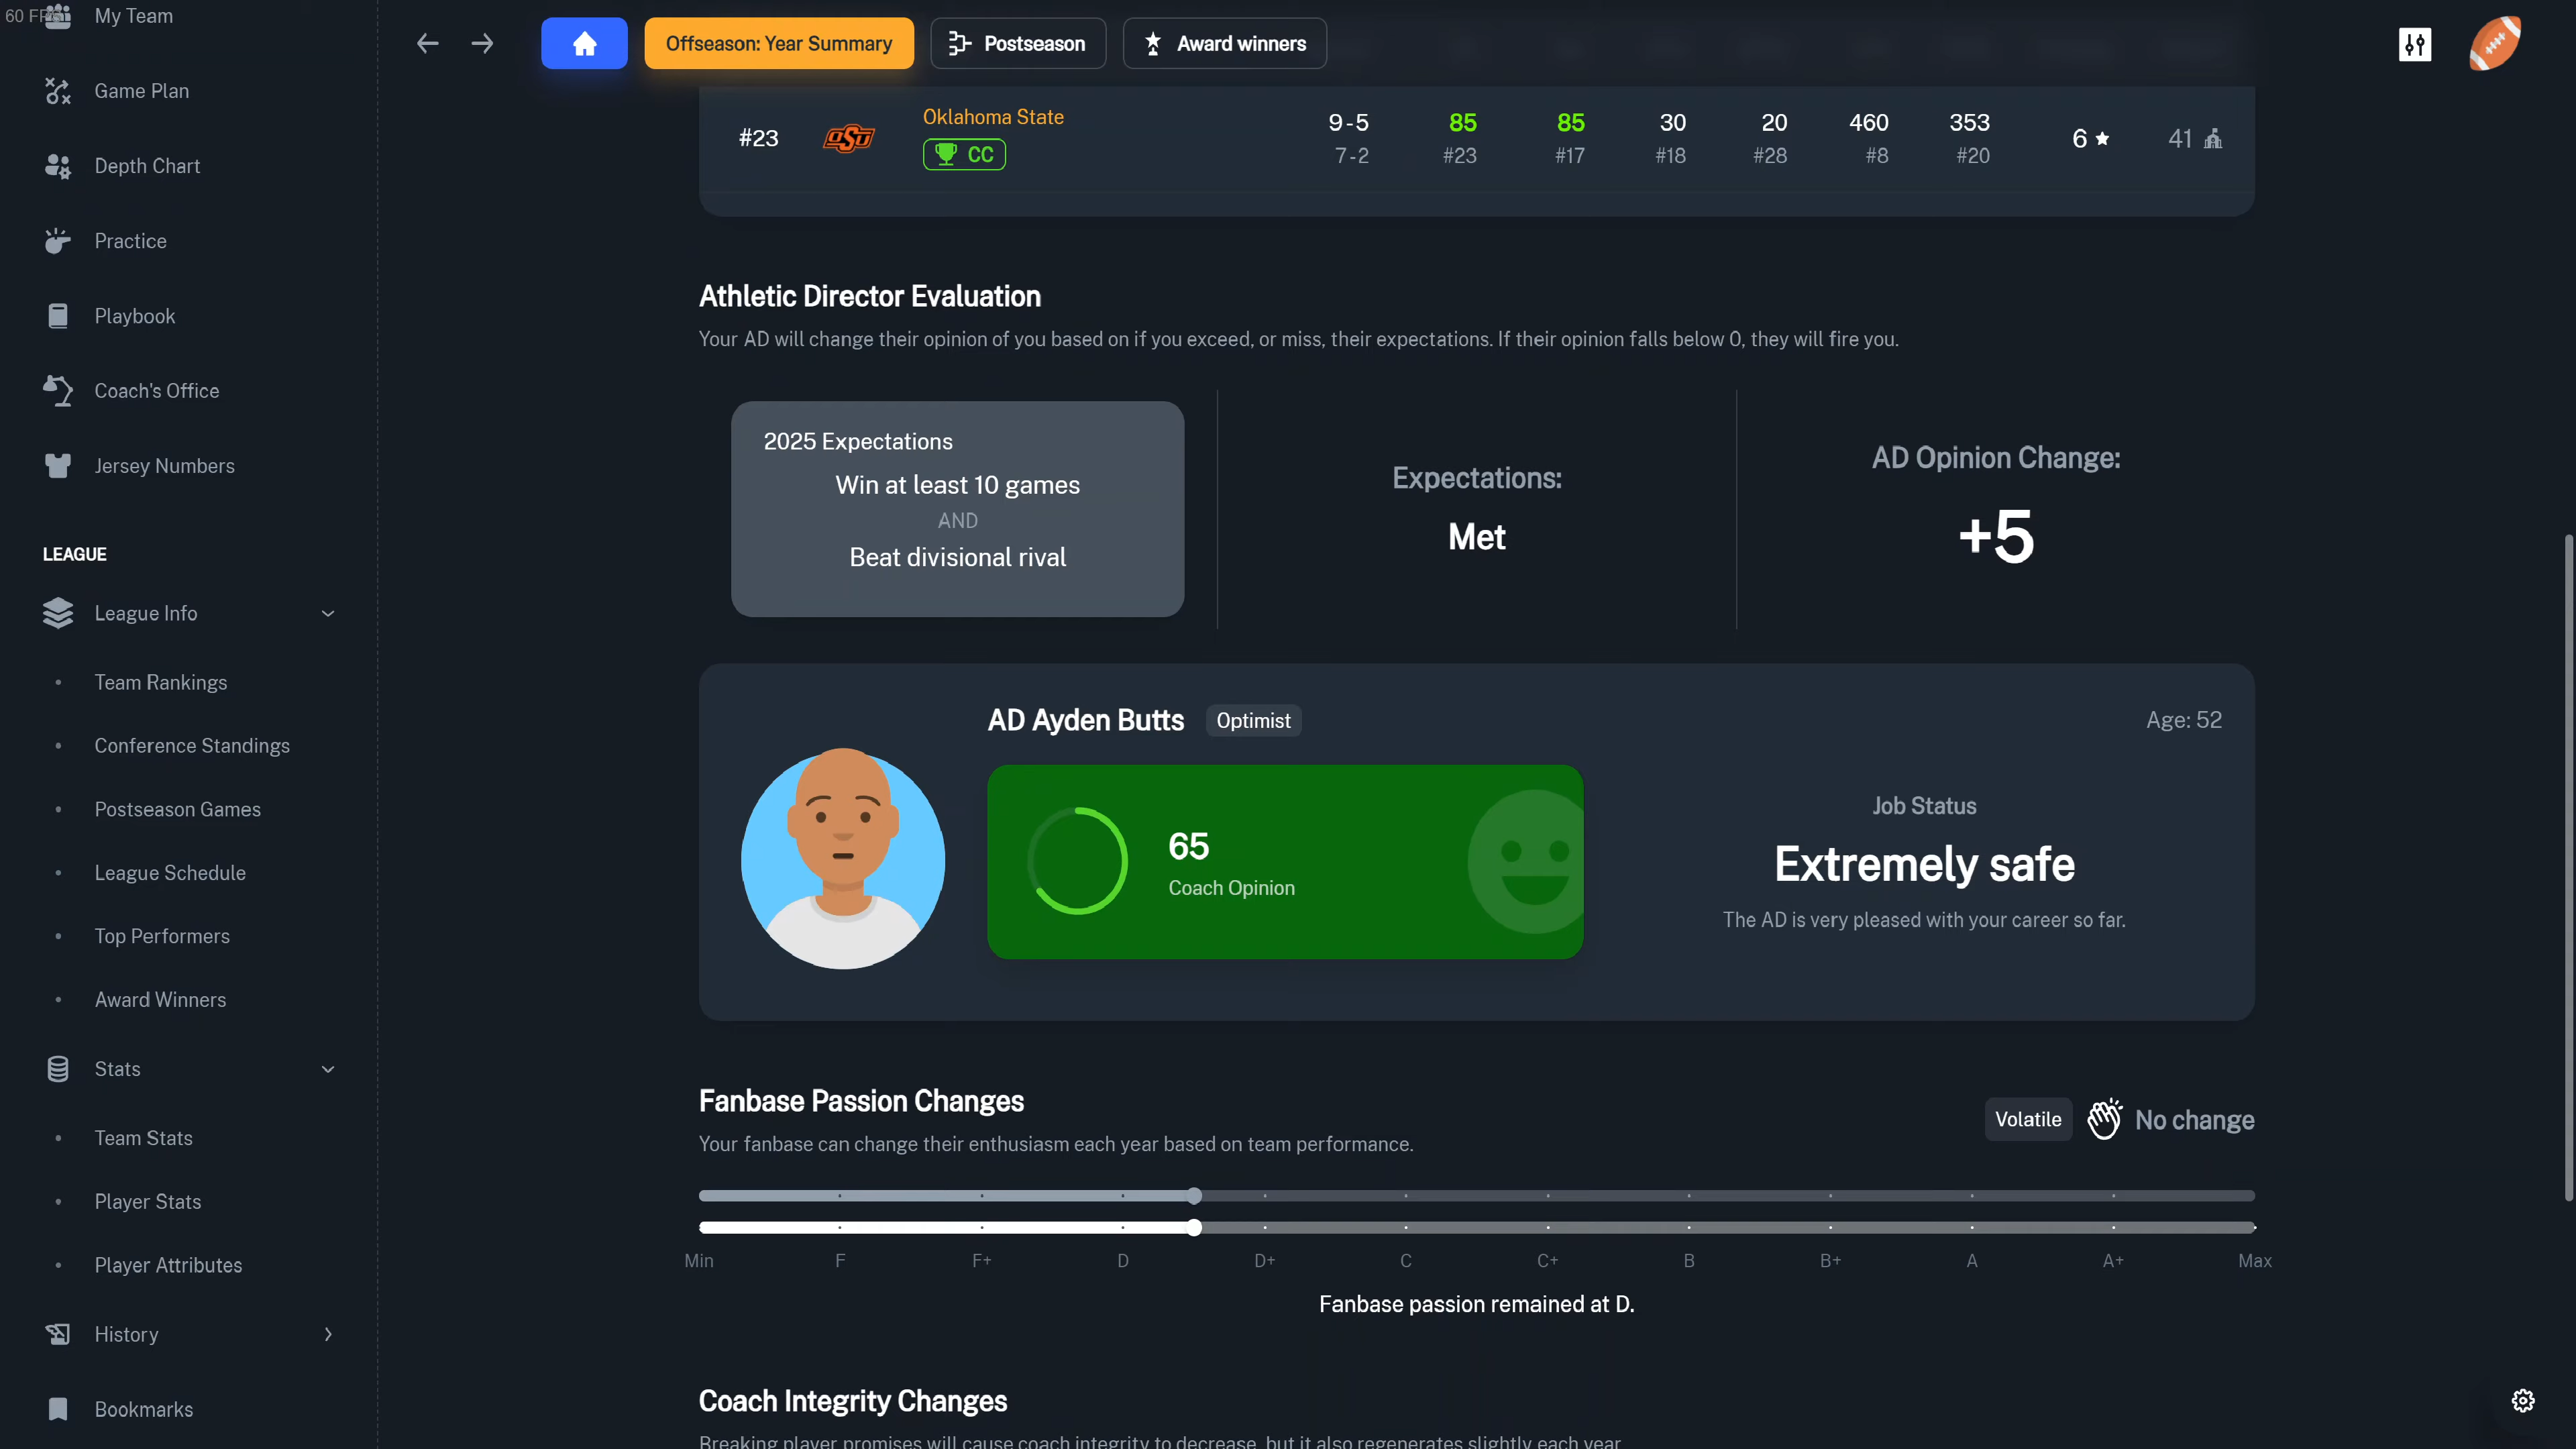 60 FPS
My Team
Game Plan
Depth Chart
Practice
Playbook
Coach's Office
Jersey Numbers
LEAGUE
League Info
Team Rankings
Conference Standings
Postseason Games
League Schedule
Top Performers
Award Winners
Stats
Team Stats
Player Stats
Player Attributes
History
Bookmarks
Offseason: Year Summary
Postseason
Award winners
#23
OSU
Oklahoma State
CC
9-5 85 85 30 20 460 353
7-2 #23 #17 #18 #28 #8 #20
6
41
Athletic Director Evaluation
Your AD will change their opinion of you based on if you exceed, or miss, their expectations. If their opinion falls below 0, they will fire you.
2025 Expectations
Win at least 10 games
AND
Beat divisional rival
Expectations:
Met
AD Opinion Change:
+5
AD Ayden Butts
Optimist
Age: 52
65
Coach Opinion
Job Status
Extremely safe
The AD is very pleased with your career so far.
Fanbase Passion Changes
Your fanbase can change their enthusiasm each year based on team performance.
Volatile
No change
Min F F+ D D+ C C+ B B+ A A+ Max
Fanbase passion remained at D.
Coach Integrity Changes
Breaking player promises will cause coach integrity to decrease, but it also regenerates slightly each year